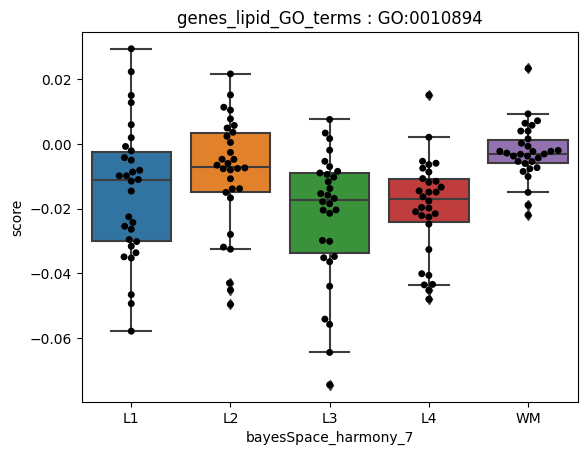 genes_lipid_GO_terms : GO:0010894
score
0.02
0.00
−0.02
−0.04
−0.06
L1 L2 L3 L4 WM
bayesSpace_harmony_7